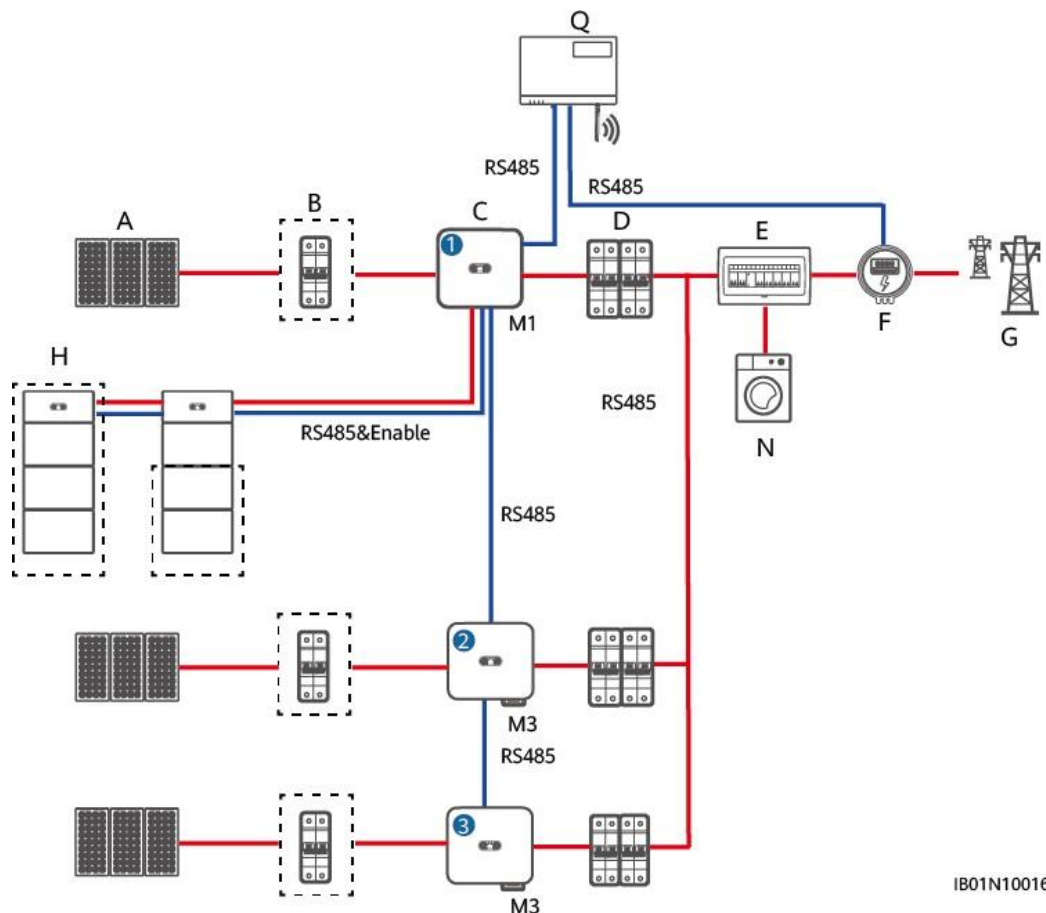 Q
RS485
RS485
A
B
C
D
E
1
M1
F
G
H
RS485
N
RS485&Enable
RS485
2
M3
RS485
3
M3
IB01N10016